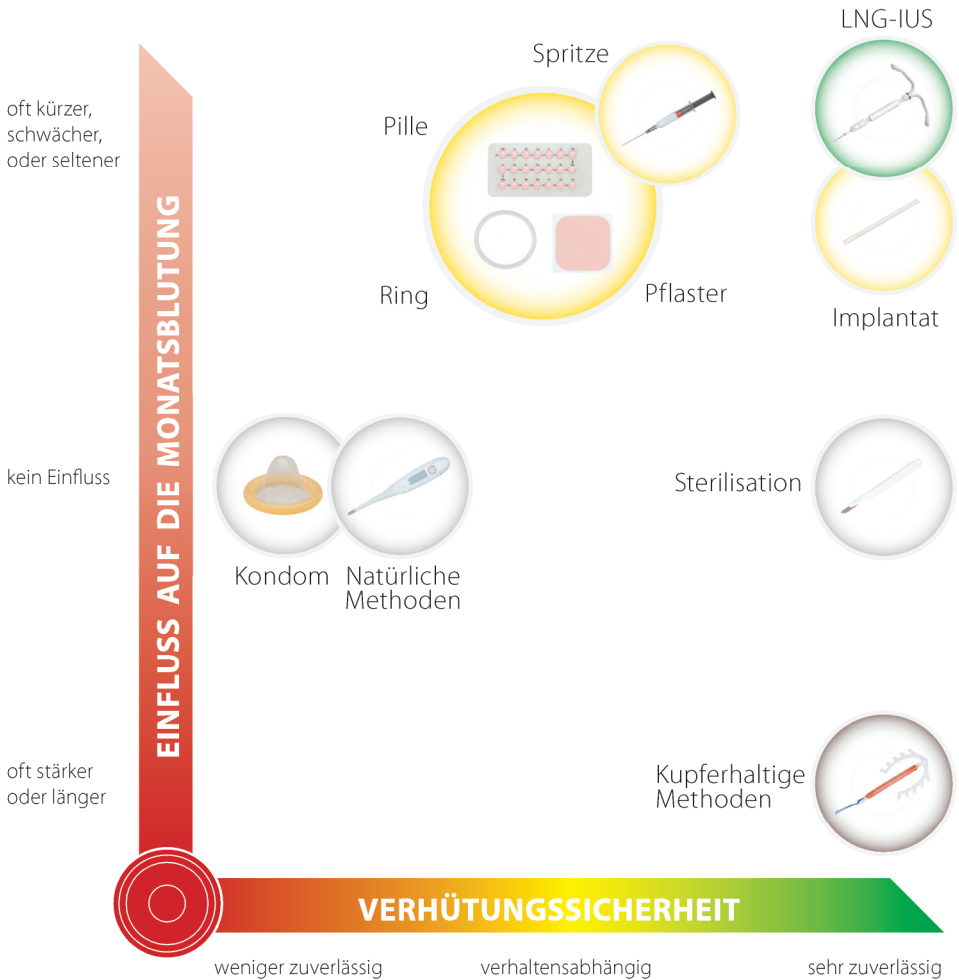 LNG-IUS
Spritze
oft kürzer,
schwächer,
oder seltener
Pille
Ring
Pflaster
Implantat
EINFLUSS AUF DIE MONATSBLUTUNG
kein Einfluss
Sterilisation
Kondom
Natürliche
Methoden
oft stärker
oder länger
Kupferhaltige
Methoden
VERHÜTUNGSSICHERHEIT
weniger zuverlässig
verhaltensabhängig
sehr zuverlässig